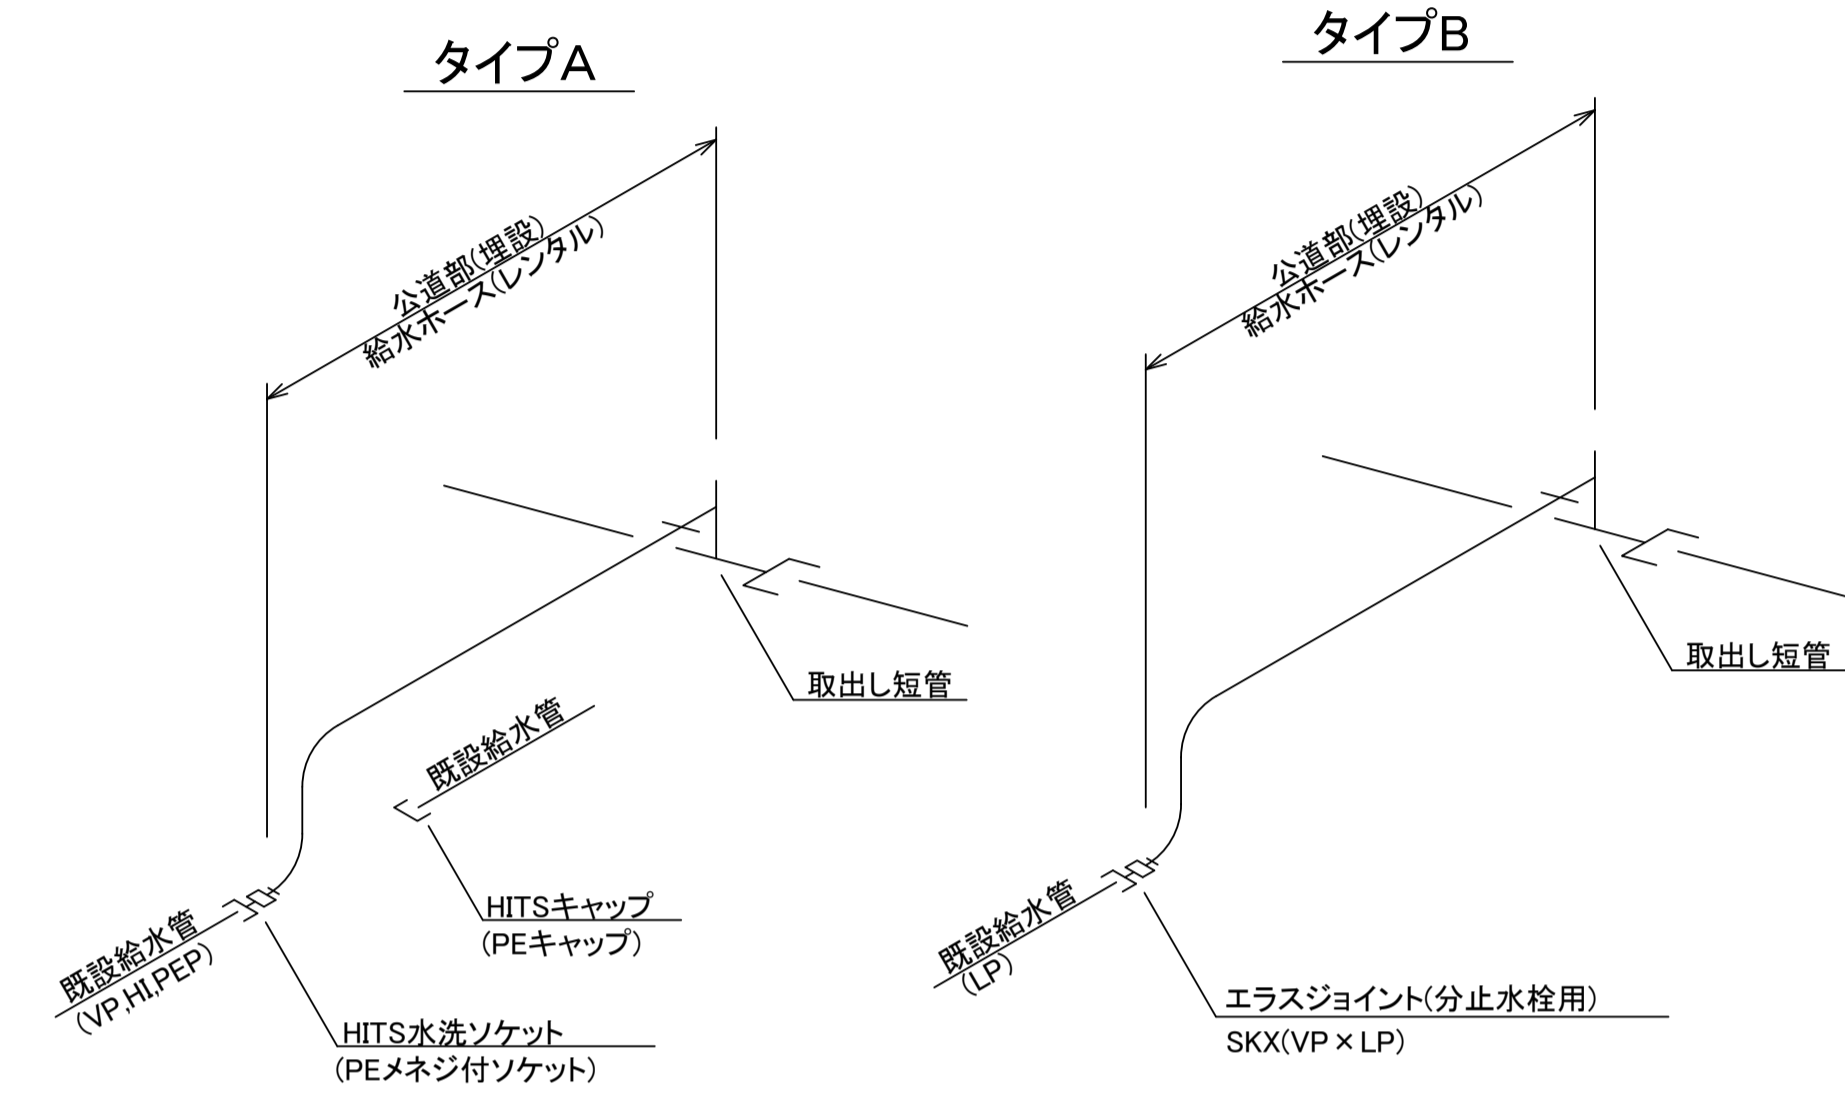 タイプA
公道部(埋設)
給水ホース(レンタル)
取出し短管
既設給水管
HITSキャップ
(PEキャップ)
既設給水管
(VP,HI,PEP)
HITS水洗ソケット
(PEメネジ付ソケット)
タイプB
公道部(埋設)
給水ホース(レンタル)
取出し短管
既設給水管
(LP)
エラスジョイント(分止水栓用)
SKX(VP×LP)